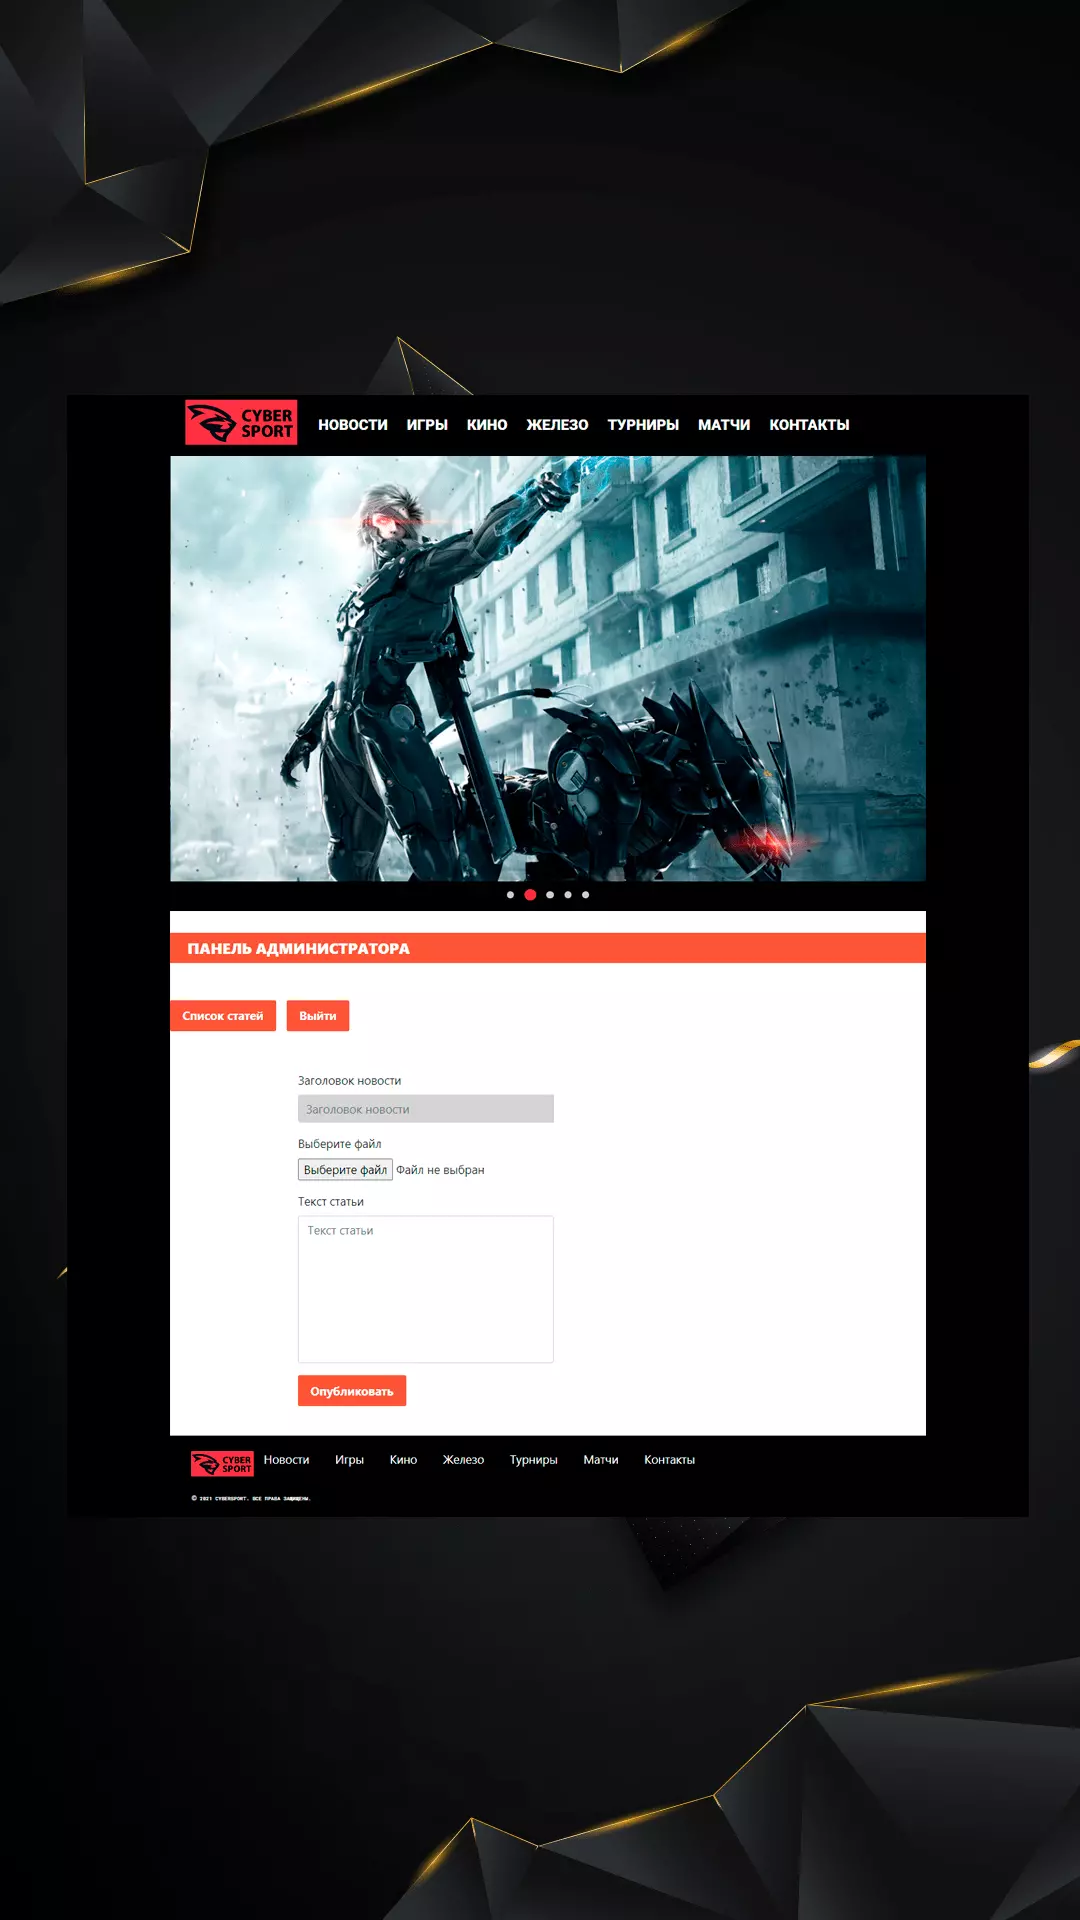 CYBER
SPORT
НОВОСТИ ИГРЫ КИНО ЖЕЛЕЗО ТУРНИРЫ МАТЧИ КОНТАКТЫ
ПАНЕЛЬ АДМИНИСТРАТОРА
Список статей Выйти
Заголовок новости
Заголовок новости
Выберите файл
Выберите файл Файл не выбран
Текст статьи
Текст статьи
Опубликовать
CYBER
SPORT
Новости Игры Кино Железо Турниры Матчи Контакты
© 2021 CYBERSPORT. ВСЕ ПРАВА ЗАЩИЩЕНЫ.